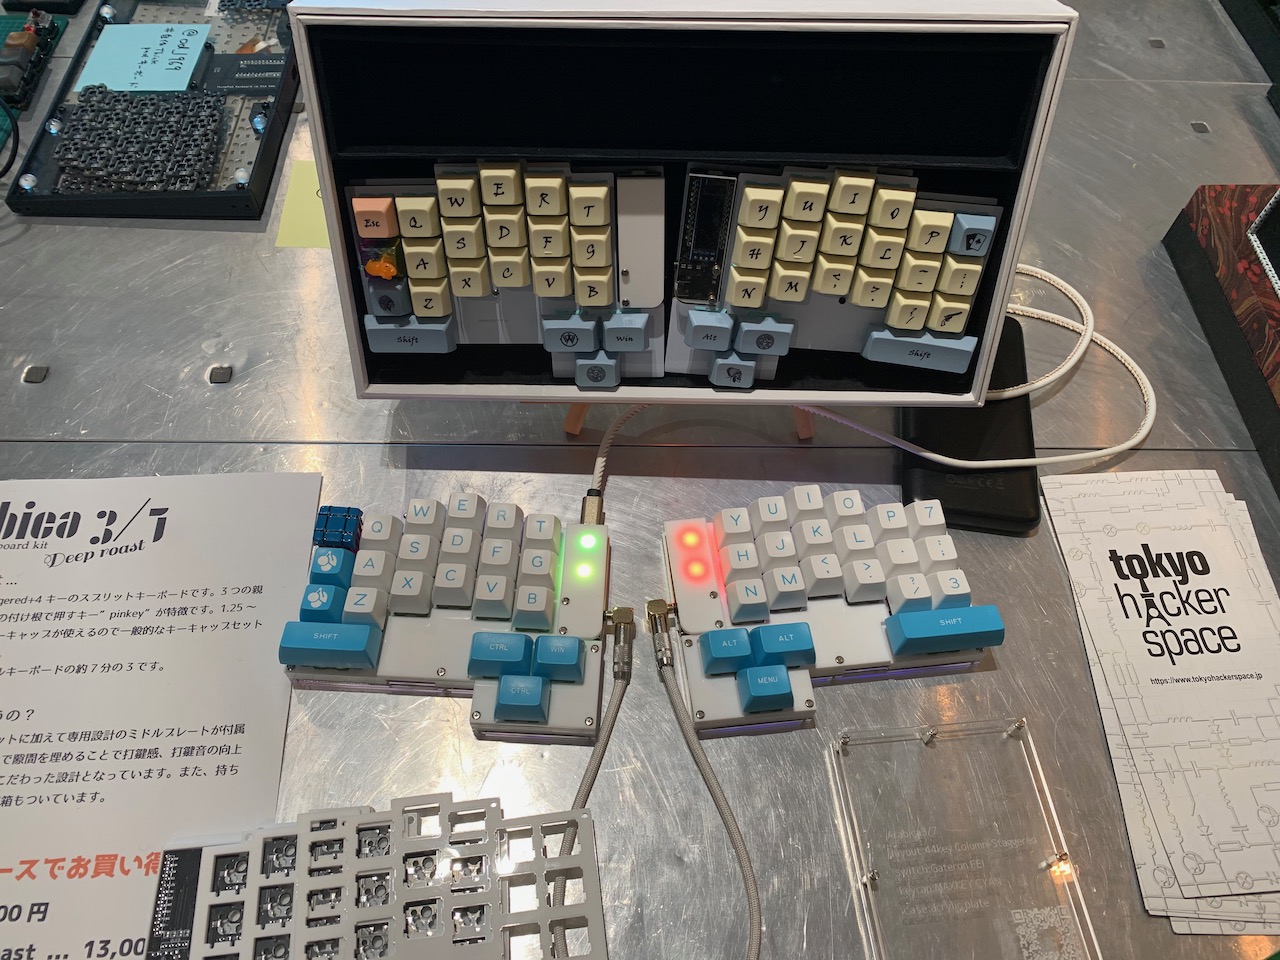 @odJ969
Esc Q W E R T
A S D F G
Z X C V B
Shift Win
Y U I O P
H J K L - :
N M < > ;
/
Alt
Shift
bica 3/7
board kit
Deep roast
gered+4 キーのスプリットキーボードです。3 つの親
の付け根で押すキー" pinkey" が特徴です。1.25 〜
ーキャップが使えるので一般的なキーキャップセット
ルキーボードの約 7 分の 3 です。
うの?
ットに加えて専用設計のミドルプレートが付属
で隙間を埋めることで打鍵感、打鍵音の向上
こだわった設計となっています。また、持ち
箱もついています。
ースでお買い得
00 円
ast ... 13,00
Q W E R T
A S D F G
Z X C V B
SHIFT
CTRL WIN
CTRL
Y U I O P 7
H J K L . :;
N M < > ?/ 3
ALT ALT
SHIFT
MENU
tokyo
hacker
space
https://www.tokyohackerspace.jp
layout:44key Column Staggered